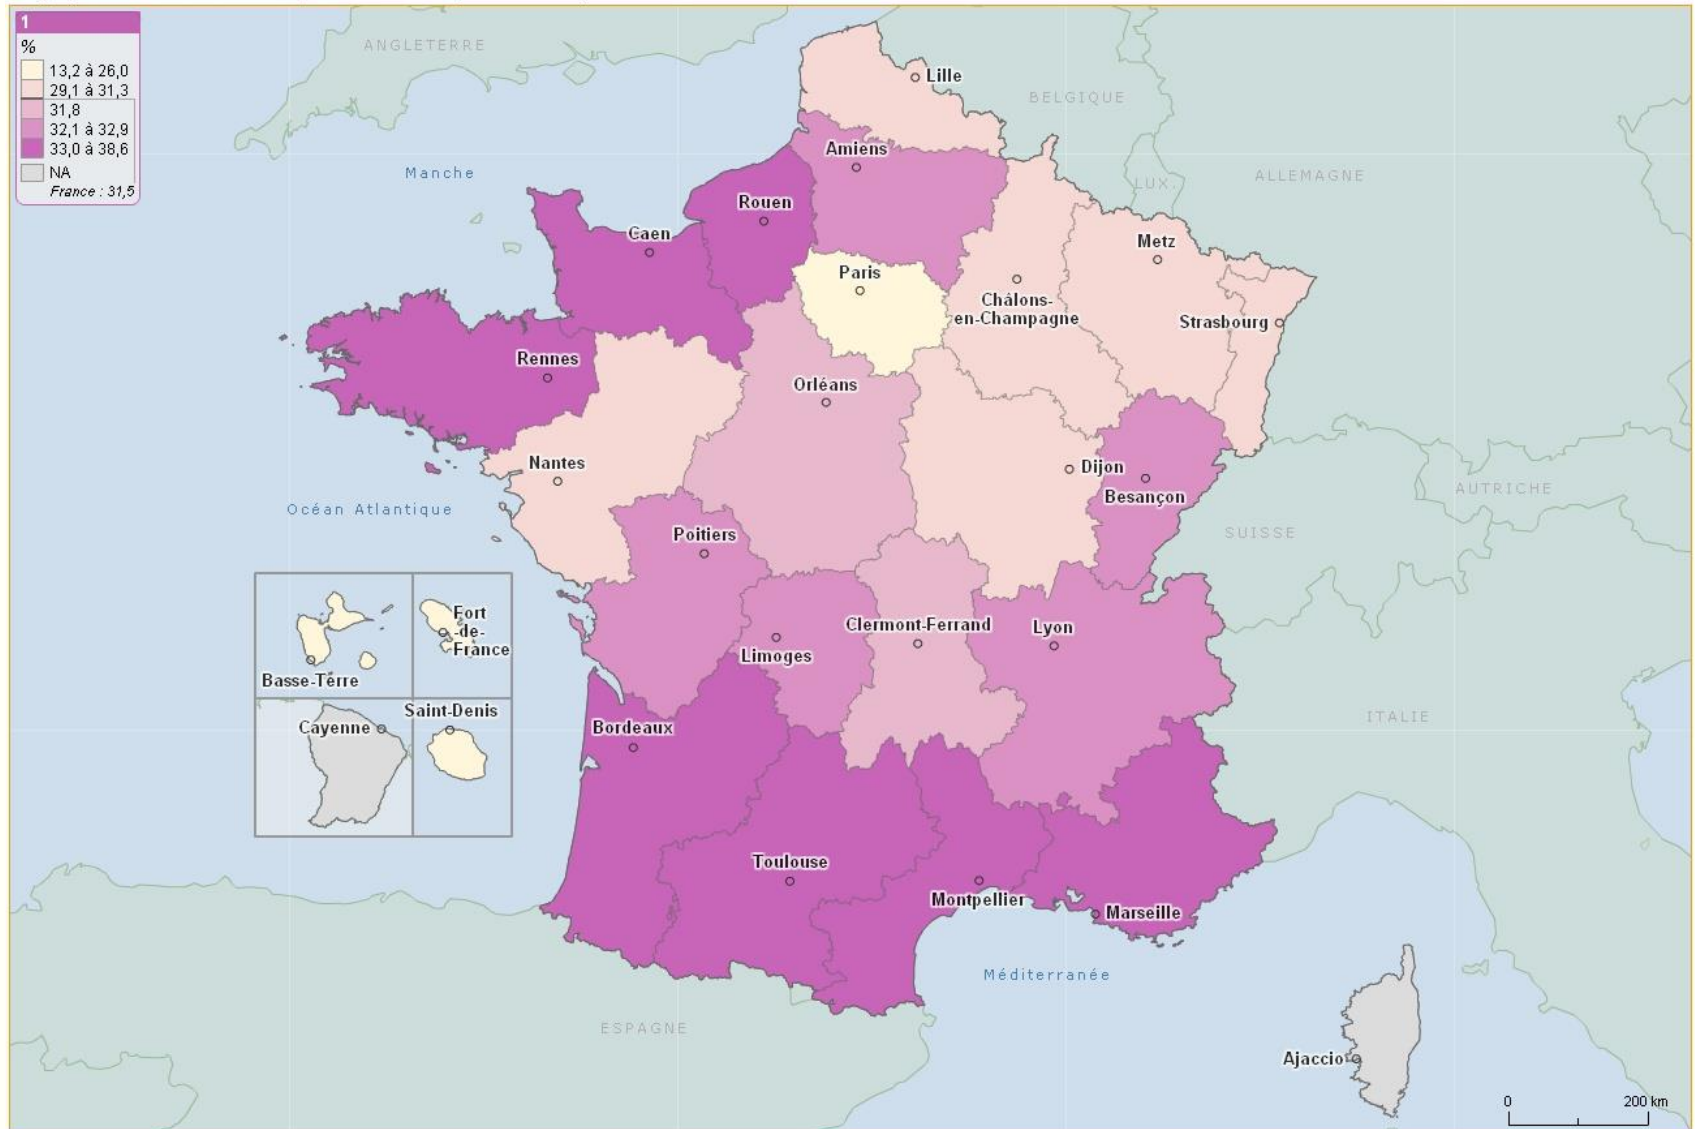 1
%
13,2 à 26,0
29,1 à 31,3
31,8
32,1 à 32,9
33,0 à 38,6
NA
France : 31,5
ANGLETERRE
Lille
BELGIQUE
Amiens
Manche
LUX.
ALLEMAGNE
Rouen
Caen
Metz
Paris
Châlons-
en-Champagne
Strasbourg
Rennes
Orléans
Nantes
Dijon
Besançon
AUTRICHE
Océan Atlantique
SUISSE
Poitiers
Fort
-de-
France
Clermont-Ferrand
Lyon
Limoges
Basse-Terre
Saint-Denis
Cayenne
Bordeaux
ITALIE
Toulouse
Montpellier
Marseille
Méditerranée
ESPAGNE
Ajaccio
0 200 km